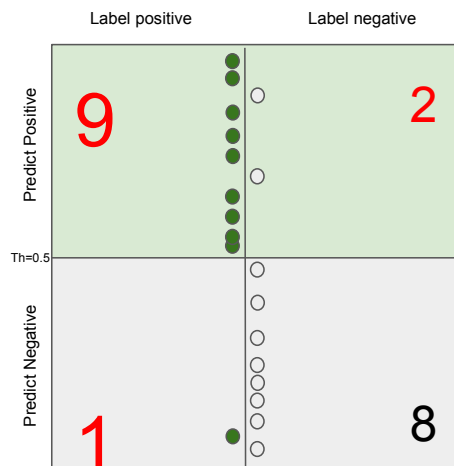 Label positive
Label negative
Predict Positive
9
2
Th=0.5
Predict Negative
1
8